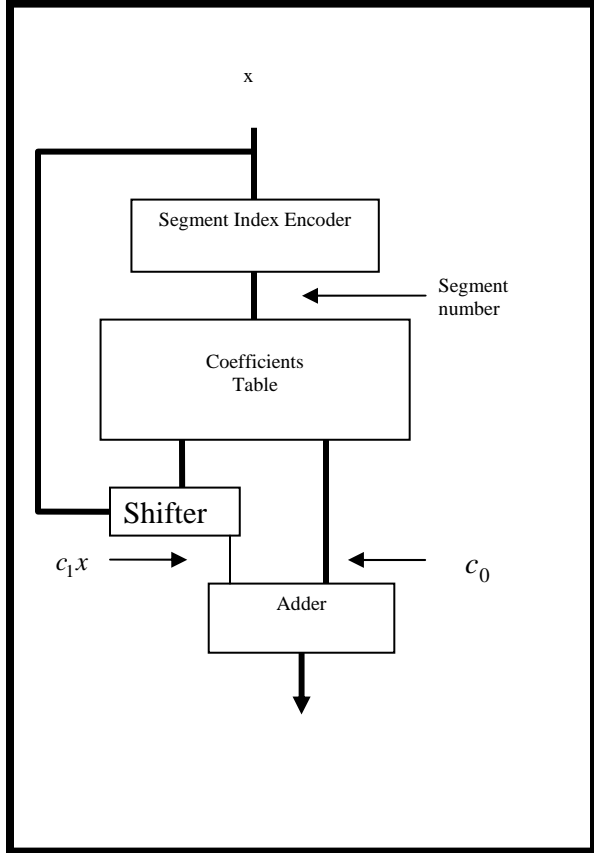 x
Segment Index Encoder
Segment
number
Coefficients
Table
Shifter
c₁x
c₀
Adder